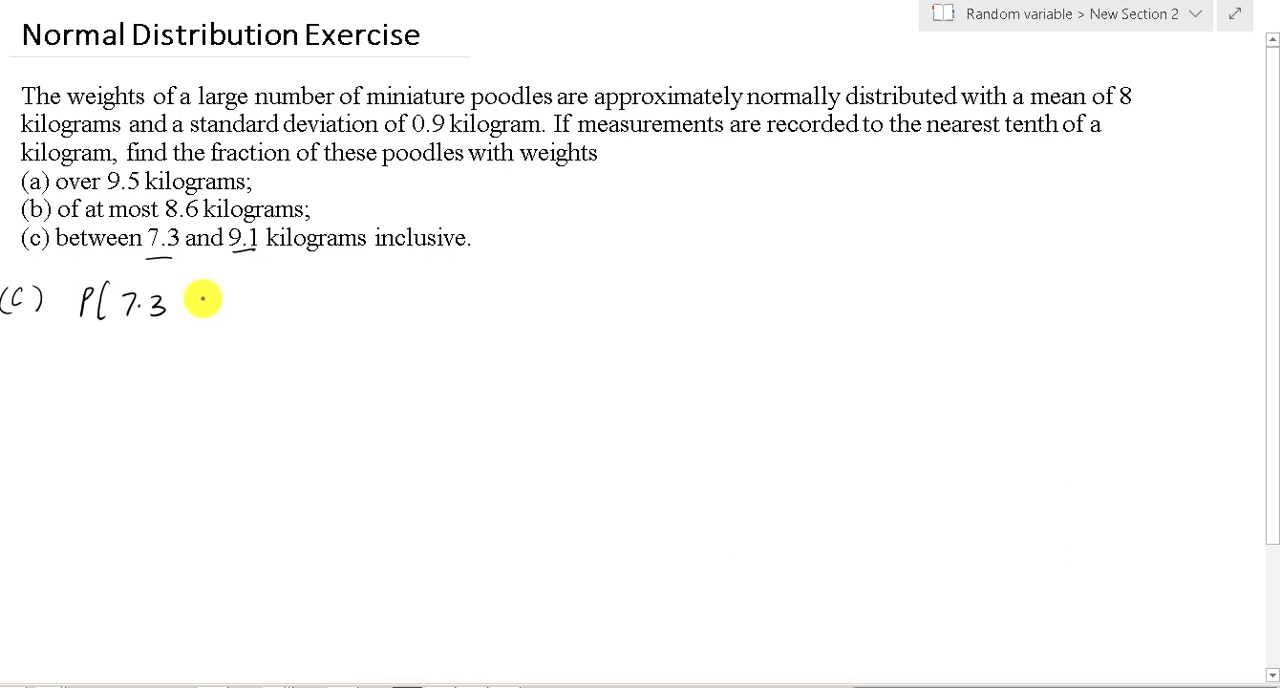 Random variable > New Section 2
Normal Distribution Exercise
The weights of a large number of miniature poodles are approximately normally distributed with a mean of 8
kilograms and a standard deviation of 0.9 kilogram. If measurements are recorded to the nearest tenth of a
kilogram, find the fraction of these poodles with weights
(a) over 9.5 kilograms;
(b) of at most 8.6 kilograms;
(c) between 7.3 and 9.1 kilograms inclusive.
(C) P( 7.3